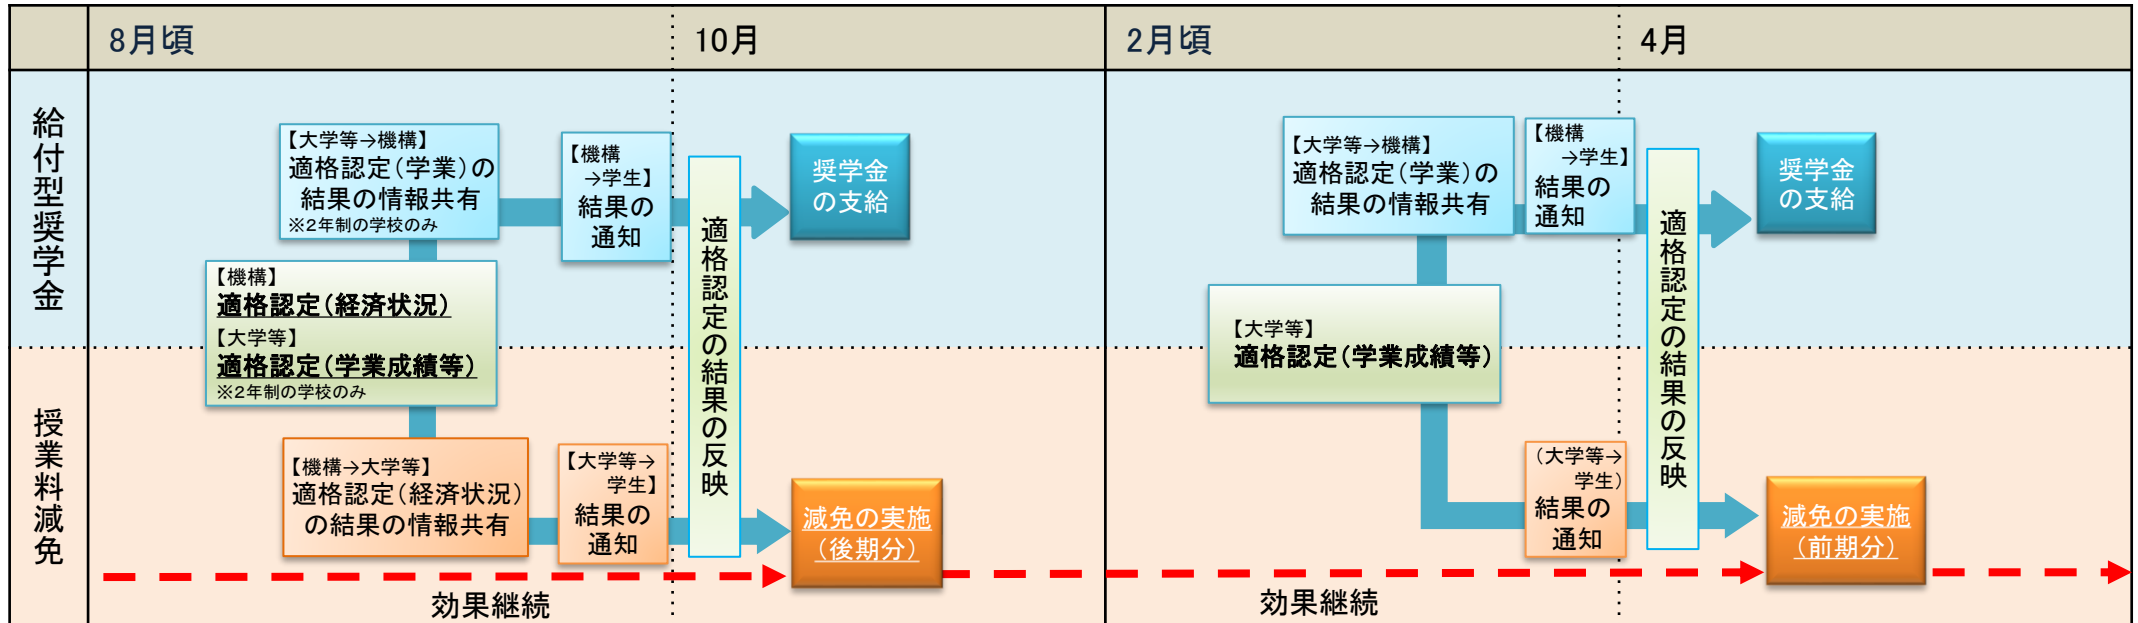 8月頃
10月
2月頃
4月
給付型奨学金
【大学等→機構】
適格認定(学業)の
結果の情報共有
※2年制の学校のみ
【機構
→学生】
結果の
通知
適格認定の結果の反映
奨学金
の支給
【機構】
適格認定(経済状況)
【大学等】
適格認定(学業成績等)
※2年制の学校のみ
【大学等→機構】
適格認定(学業)の
結果の情報共有
【機構
→学生】
結果の
通知
適格認定の結果の反映
奨学金
の支給
【大学等】
適格認定(学業成績等)
授業料減免
【機構→大学等】
適格認定(経済状況)
の結果の情報共有
【大学等→
学生】
結果の
通知
減免の実施
(後期分)
効果継続
(大学等→
学生)
結果の
通知
減免の実施
(前期分)
効果継続